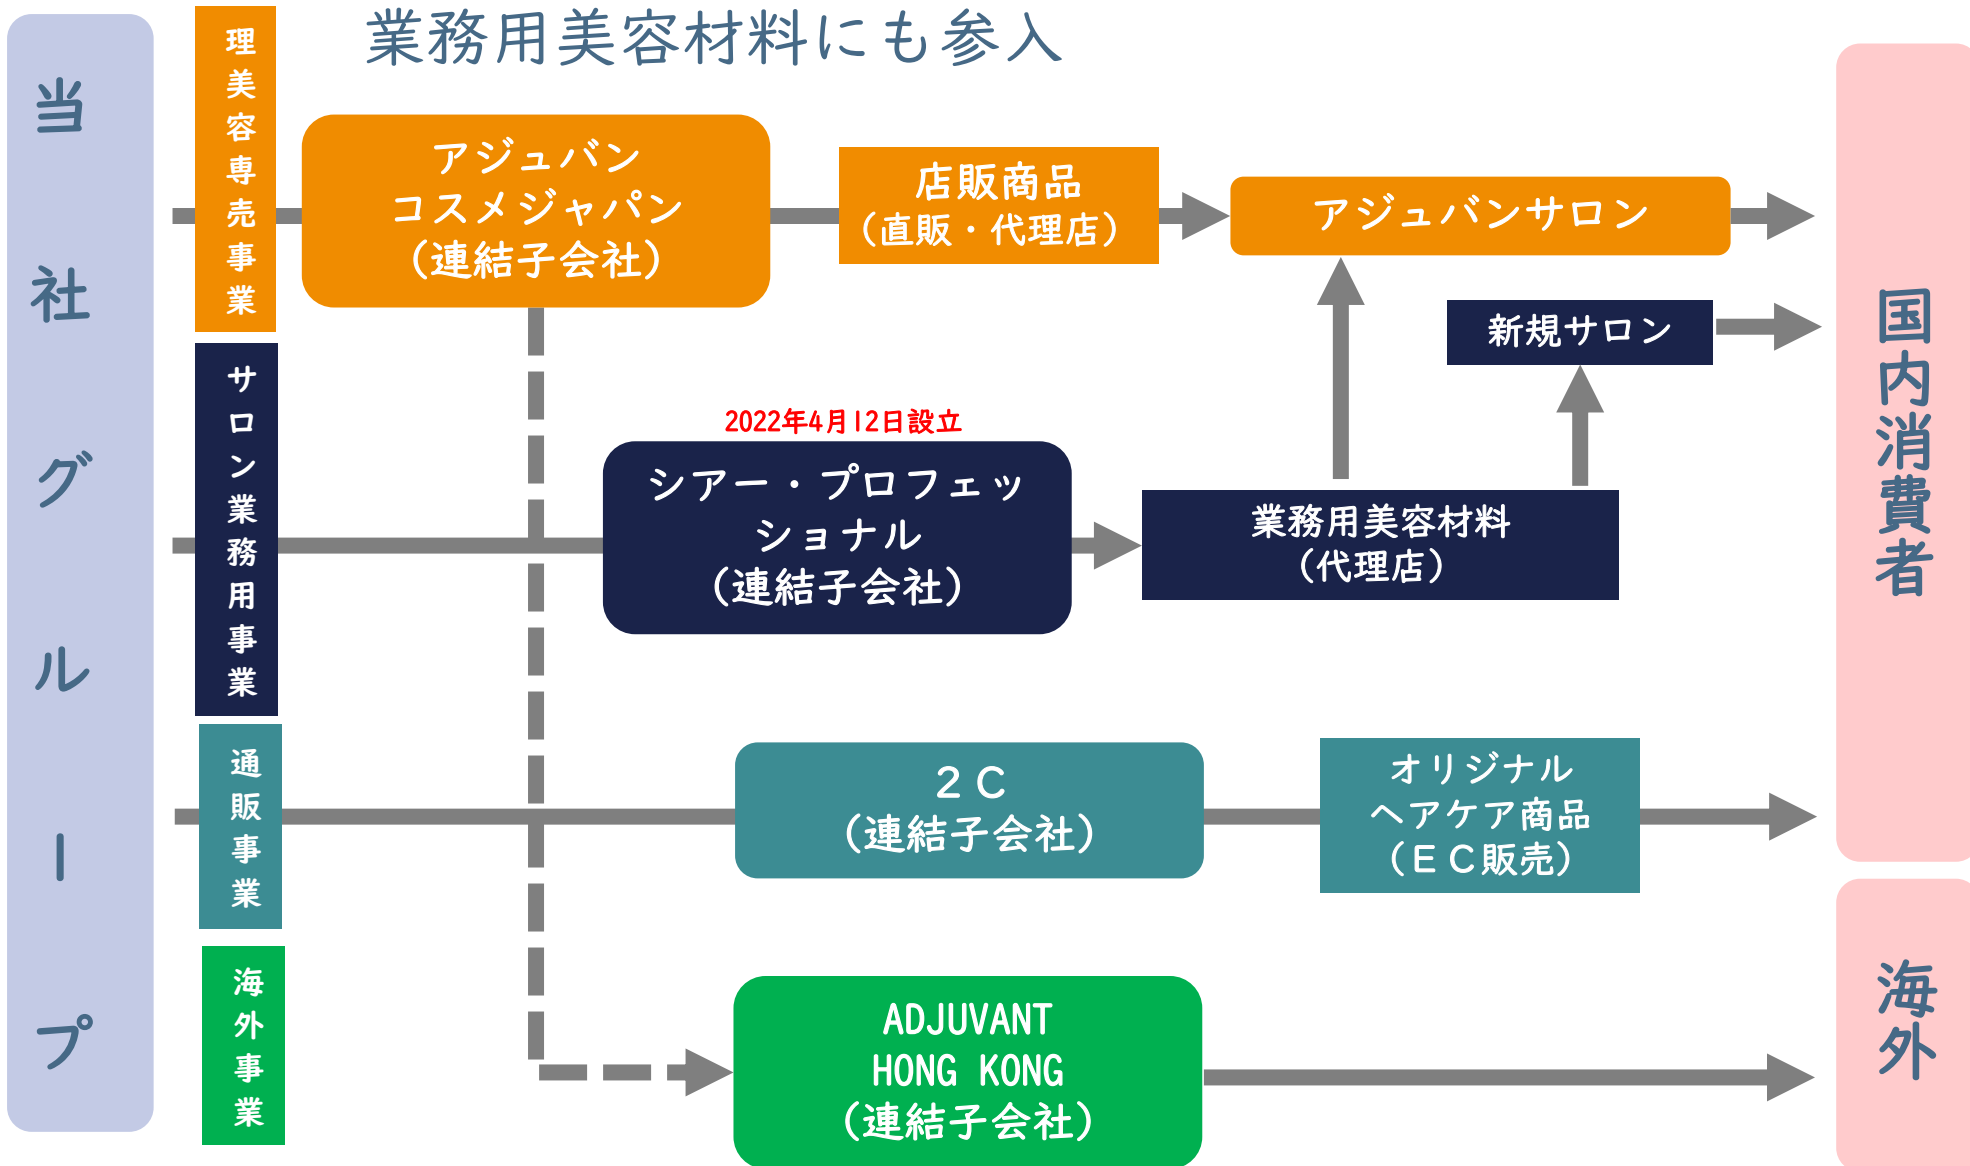 業務用美容材料にも参入
当社グループ
理美容専売事業
アジュバン
コスメジャパン
（連結子会社）
店販商品
（直販・代理店）
アジュバンサロン
新規サロン
国内消費者
サロン業務用事業
2022年4月12日設立
シアー・プロフェッ
ショナル
（連結子会社）
業務用美容材料
（代理店）
通販事業
２Ｃ
（連結子会社）
オリジナル
ヘアケア商品
（ＥＣ販売）
海外事業
ADJUVANT
HONG KONG
（連結子会社）
海外